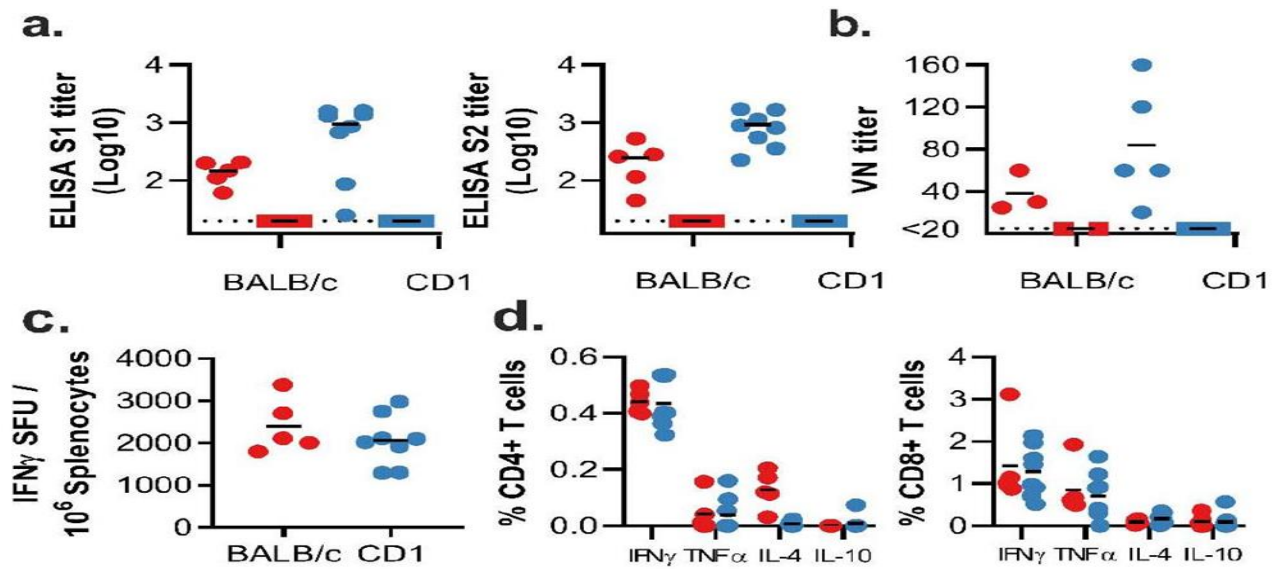 a.
ELISA S1 titer
(Log10)
4
3
2
BALB/c CD1
ELISA S2 titer
(Log10)
4
3
2
BALB/c CD1
b.
VN titer
160
120
80
40
<20
BALB/c CD1
c.
IFNγ SFU /
10⁶ Splenocytes
4000
3000
2000
1000
0
BALB/c CD1
d.
% CD4+ T cells
0.6
0.4
0.2
0.0
IFNγ TNFα IL-4 IL-10
% CD8+ T cells
4
3
2
1
0
IFNγ TNFα IL-4 IL-10